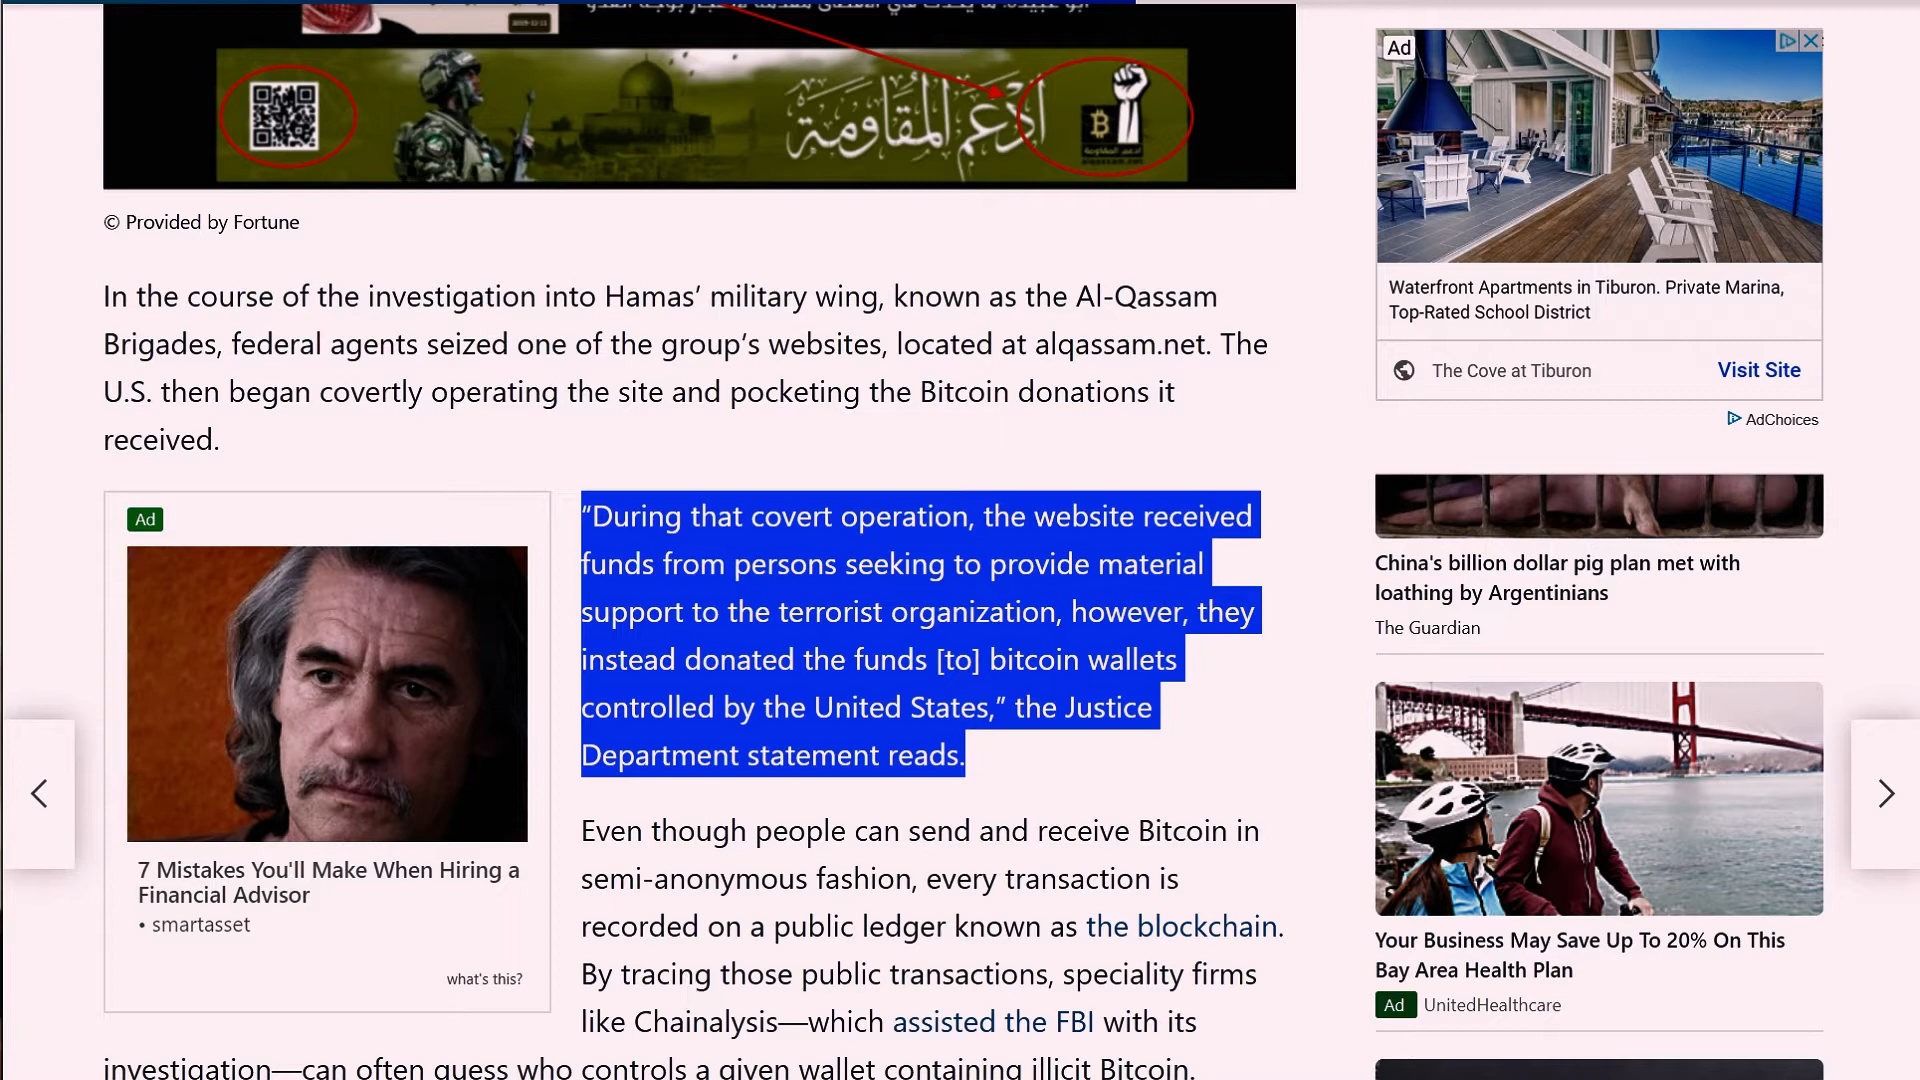 ادعم المقاومة
© Provided by Fortune
In the course of the investigation into Hamas’ military wing, known as the Al-Qassam
Brigades, federal agents seized one of the group’s websites, located at alqassam.net. The
U.S. then began covertly operating the site and pocketing the Bitcoin donations it
received.
Ad
7 Mistakes You'll Make When Hiring a
Financial Advisor
• smartasset
what's this?
“During that covert operation, the website received
funds from persons seeking to provide material
support to the terrorist organization, however, they
instead donated the funds [to] bitcoin wallets
controlled by the United States,” the Justice
Department statement reads.
Even though people can send and receive Bitcoin in
semi-anonymous fashion, every transaction is
recorded on a public ledger known as the blockchain.
By tracing those public transactions, speciality firms
like Chainalysis—which assisted the FBI with its
investigation—can often guess who controls a given wallet containing illicit Bitcoin.
Ad
Waterfront Apartments in Tiburon. Private Marina,
Top-Rated School District
The Cove at Tiburon
Visit Site
AdChoices
China's billion dollar pig plan met with
loathing by Argentinians
The Guardian
Your Business May Save Up To 20% On This
Bay Area Health Plan
Ad UnitedHealthcare